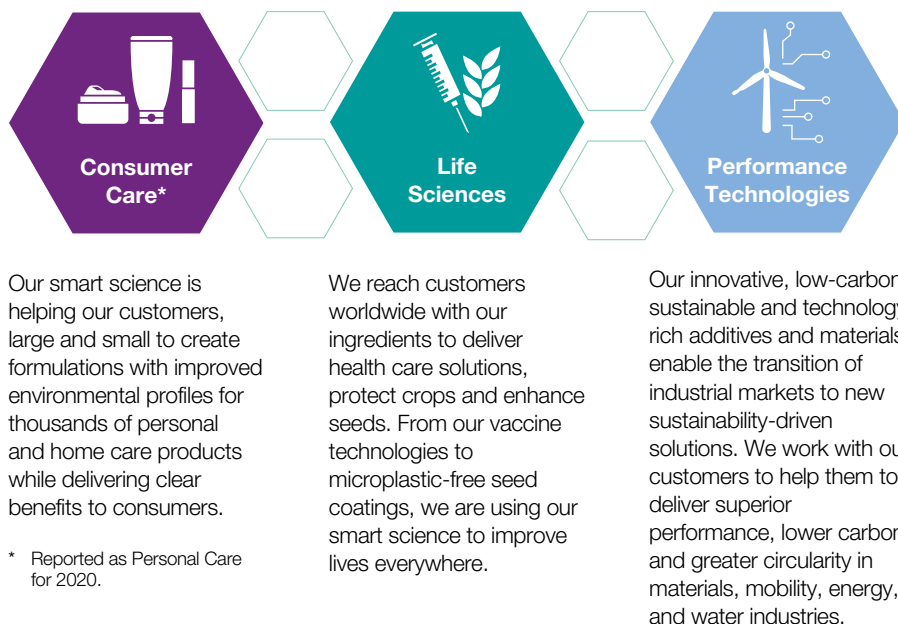 Consumer
Care*
Life
Sciences
Performance
Technologies
Our smart science is
helping our customers,
large and small to create
formulations with improved
environmental profiles for
thousands of personal
and home care products
while delivering clear
benefits to consumers.
* Reported as Personal Care
for 2020.
We reach customers
worldwide with our
ingredients to deliver
health care solutions,
protect crops and enhance
seeds. From our vaccine
technologies to
microplastic-free seed
coatings, we are using our
smart science to improve
lives everywhere.
Our innovative, low-carbon
sustainable and technology
rich additives and materials
enable the transition of
industrial markets to new
sustainability-driven
solutions. We work with ou
customers to help them to
deliver superior
performance, lower carbon
and greater circularity in
materials, mobility, energy,
and water industries.